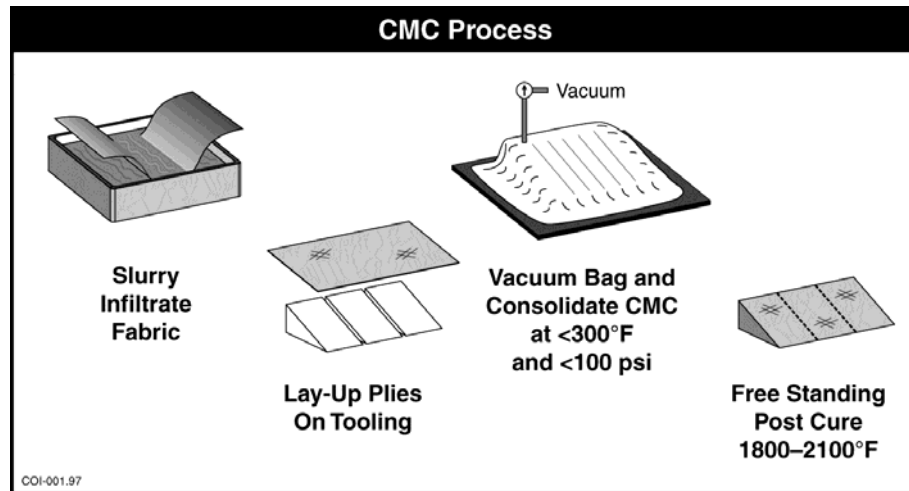 CMC Process
Vacuum
Slurry
Infiltrate
Fabric
Lay-Up Plies
On Tooling
Vacuum Bag and
Consolidate CMC
at <300°F
and <100 psi
Free Standing
Post Cure
1800–2100°F
COI-001.97